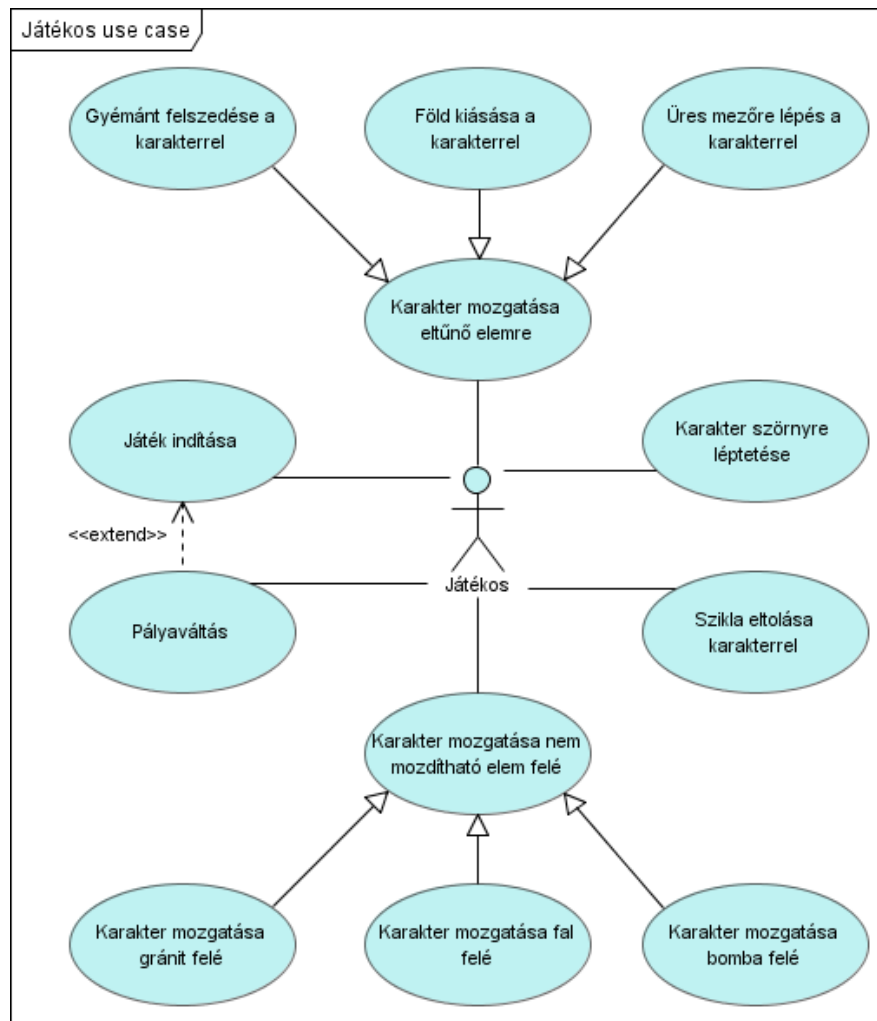 Játékos use case
Gyémánt felszedése a
karakterrel
Föld kiásása a
karakterrel
Üres mezőre lépés a
karakterrel
Karakter mozgatása
eltűnő elemre
Játék indítása
Karakter szörnyre
léptetése
<<extend>>
Játékos
Pályaváltás
Szikla eltolása
karakterrel
Karakter mozgatása nem
mozdítható elem felé
Karakter mozgatása
gránit felé
Karakter mozgatása fal
felé
Karakter mozgatása
bomba felé